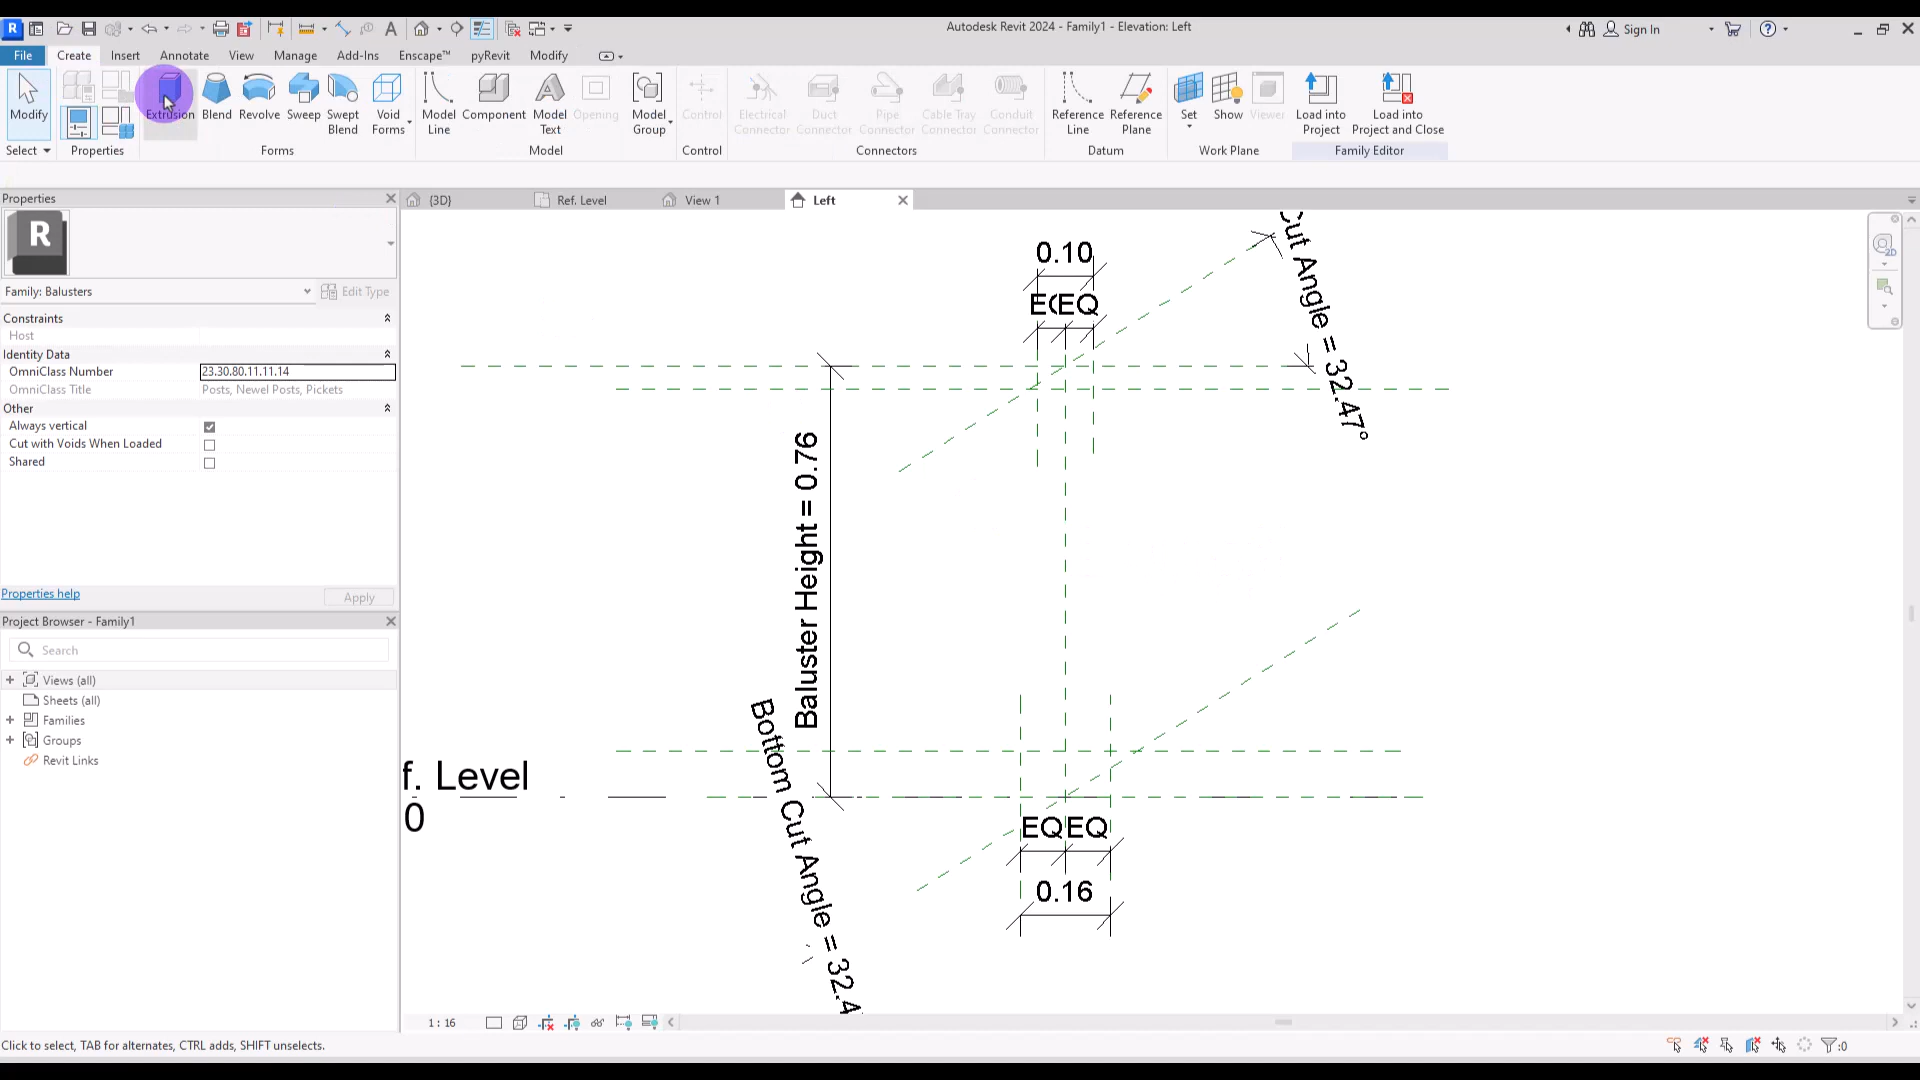 Autodesk Revit 2024 - Family1 - Elevation: Left
Sign In
File Create Insert Annotate View Manage Add-Ins Enscape™ pyRevit Modify
Modify
Extrusion
Blend
Revolve
Sweep
Swept Blend
Void Forms
Model Line
Component
Model Text
Opening
Model Group
Control
Electrical Connector
Duct Connector
Pipe Connector
Cable Tray Connector
Conduit Connector
Reference Line
Reference Plane
Set
Show
Viewer
Load into Project
Load into Project and Close
Select
Properties
Forms
Model
Control
Connectors
Datum
Work Plane
Family Editor
Properties
R
Family: Balusters
Edit Type
Constraints
Host
Identity Data
OmniClass Number 23.30.80.11.11.14
OmniClass Title Posts, Newel Posts, Pickets
Other
Always vertical
Cut with Voids When Loaded
Shared
Properties help
Apply
Project Browser - Family1
Search
Views (all)
Sheets (all)
Families
Groups
Revit Links
{3D}
Ref. Level
View 1
Left
0.10
EQ
Cut Angle = 32.47°
Baluster Height = 0.76
Bottom Cut Angle = 32.4
f. Level
0
EQ EQ
0.16
1 : 16
Click to select, TAB for alternates, CTRL adds, SHIFT unselects.
:0